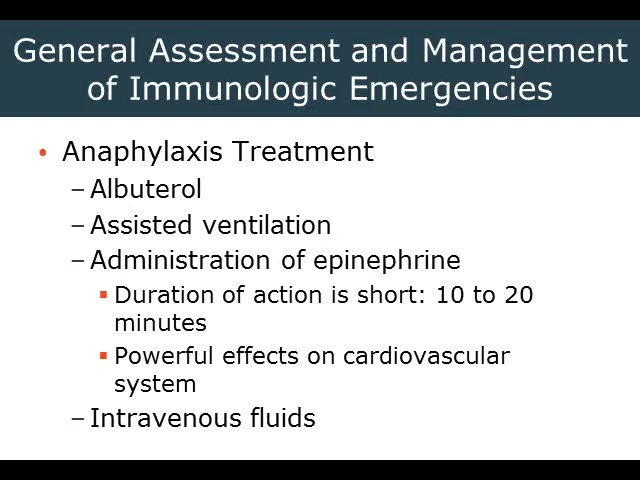 General Assessment and Management
of Immunologic Emergencies
• Anaphylaxis Treatment
– Albuterol
– Assisted ventilation
– Administration of epinephrine
▪ Duration of action is short: 10 to 20
minutes
▪ Powerful effects on cardiovascular
system
– Intravenous fluids